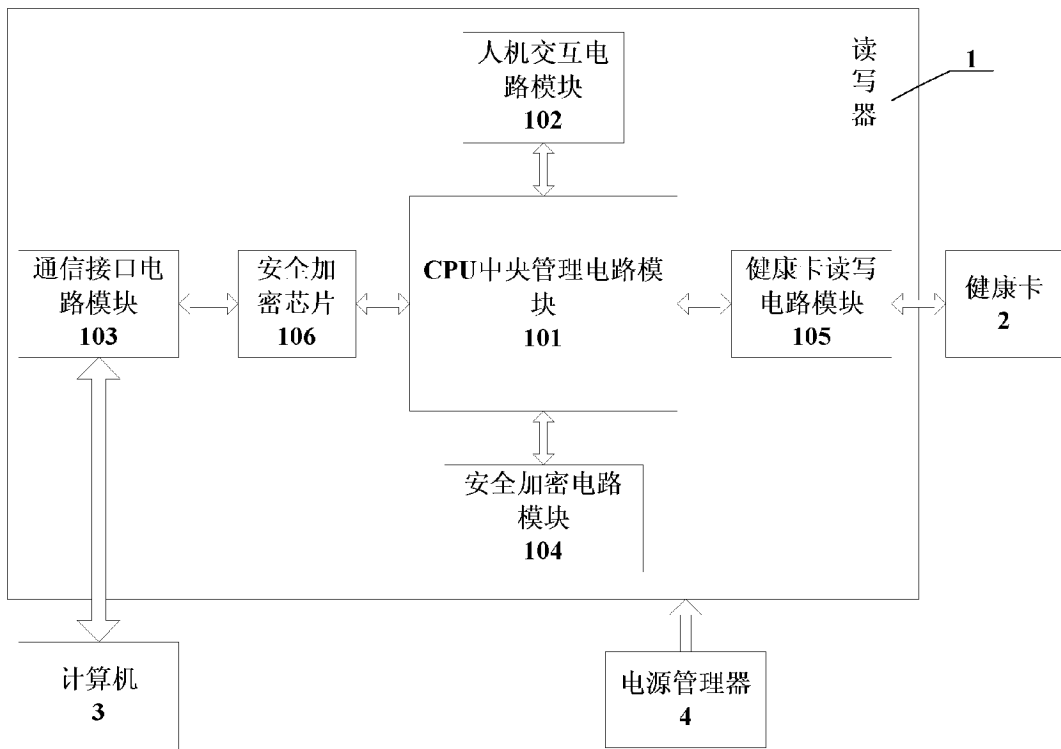 人机交互电
路模块
102
读
写
器
1
通信接口电
路模块
103
安全加
密芯片
106
CPU中央管理电路模
块
101
健康卡读写
电路模块
105
健康卡
2
安全加密电路
模块
104
计算机
3
电源管理器
4